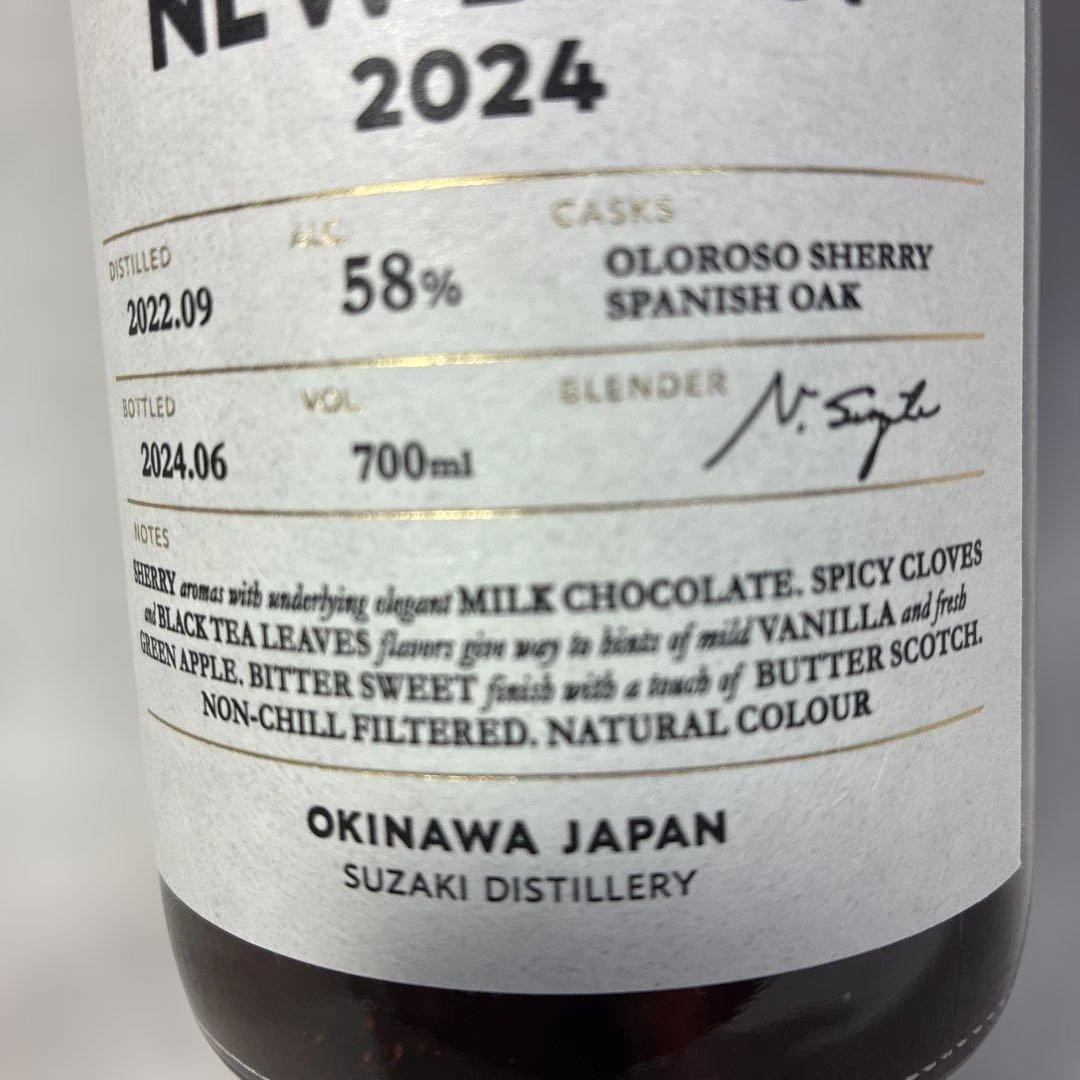 NEW
2024
DISTILLED
2022.09
ALC.
58%
CASKS
OLOROSO SHERRY
SPANISH OAK
BOTTLED
2024.06
VOL.
700ml
BLENDER
NOTES
SHERRY aromas with underlying elegant MILK CHOCOLATE. SPICY CLOVES
and BLACK TEA LEAVES flavors give way to hints of mild VANILLA and fresh
GREEN APPLE. BITTER SWEET finish with a touch of BUTTER SCOTCH.
NON-CHILL FILTERED. NATURAL COLOUR
OKINAWA JAPAN
SUZAKI DISTILLERY